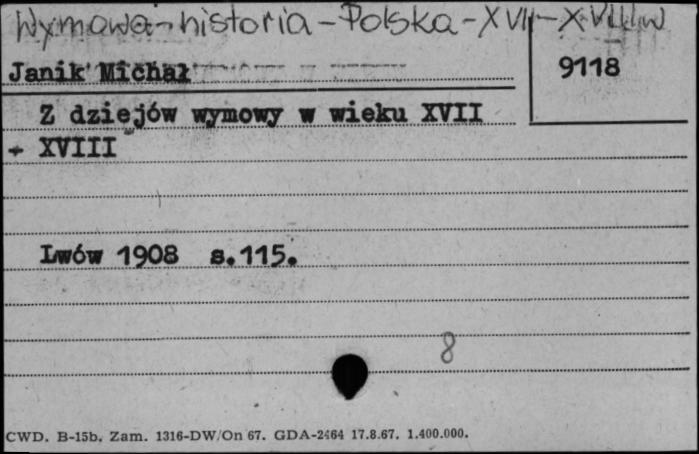 Wymowa-historia-Polska-XVII-XVIII w
Janik Michał
9118
Z dziejów wymowy w wieku XVII
- XVIII
Lwów 1908 s.115.
8
CWD. B-15b. Zam. 1316-DW/On 67. GDA-2464 17.8.67. 1.400.000.